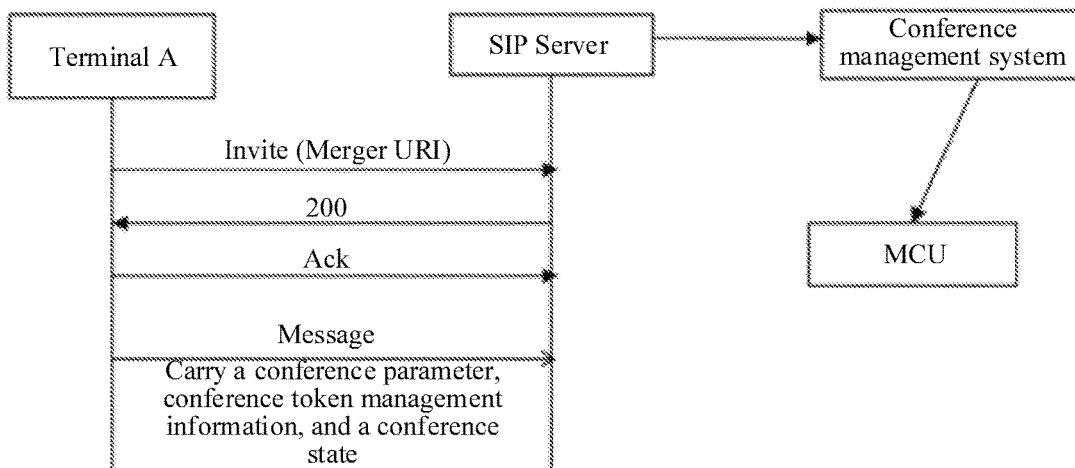 Terminal A
SIP Server
Conference
management system
Invite (Merger URI)
200
Ack
MCU
Message
Carry a conference parameter,
conference token management
information, and a conference
state